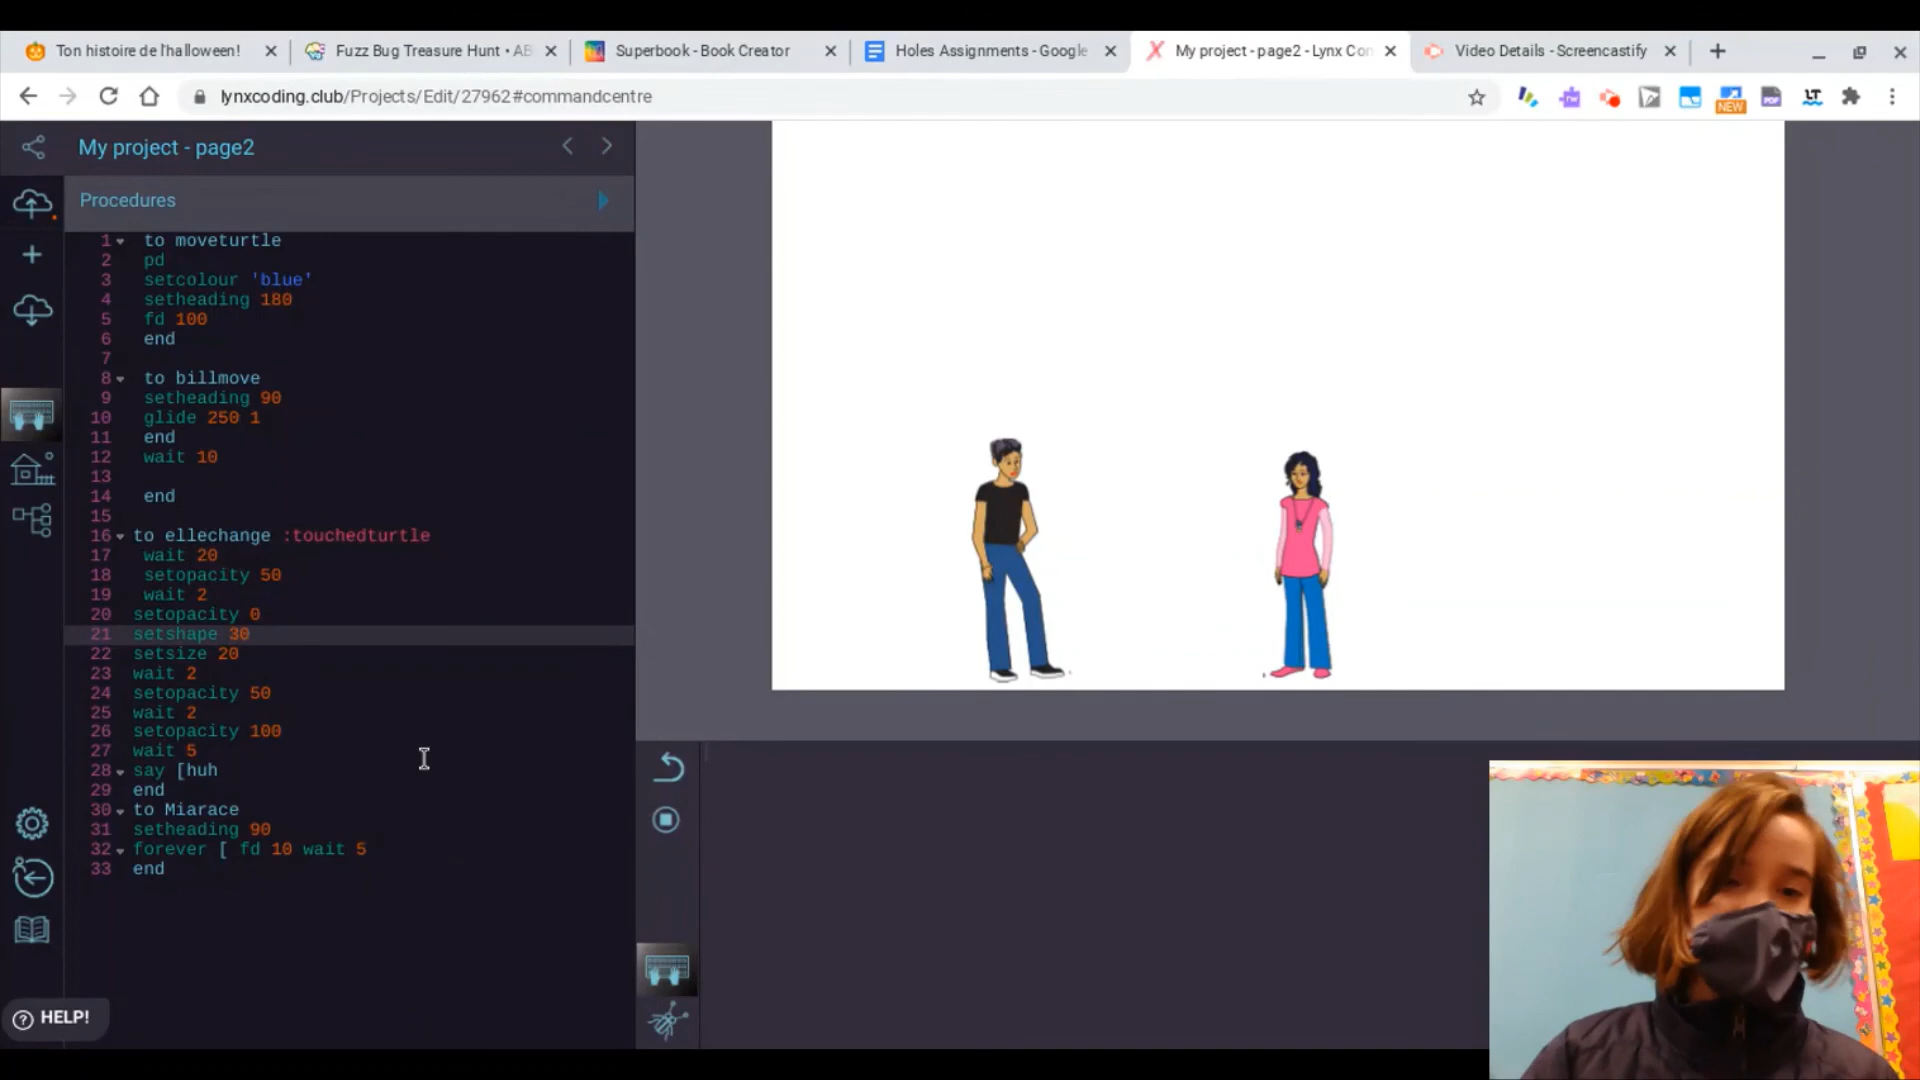 Ton histoire de l'halloween!
Fuzz Bug Treasure Hunt • AB
Superbook - Book Creator
Holes Assignments - Google
My project - page2 - Lynx Con
Video Details - Screencastify
lynxcoding.club/Projects/Edit/27962#commandcentre
NEW
PDF
LT
My project - page2
Procedures
1 to moveturtle
2 pd
3 setcolour 'blue'
4 setheading 180
5 fd 100
6 end
7
8 to billmove
9 setheading 90
10 glide 250 1
11 end
12 wait 10
13
14 end
15
16 to ellechange :touchedturtle
17 wait 20
18 setopacity 50
19 wait 2
20 setopacity 0
21 setshape 30
22 setsize 20
23 wait 2
24 setopacity 50
25 wait 2
26 setopacity 100
27 wait 5
28 say [huh
29 end
30 to Miarace
31 setheading 90
32 forever [ fd 10 wait 5
33 end
HELP!